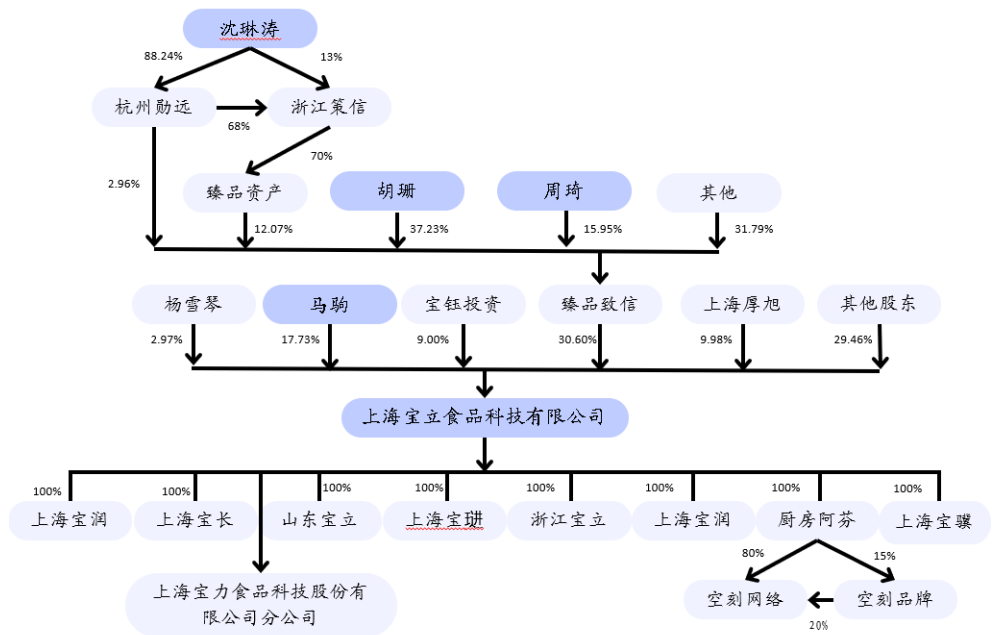 沈琳涛
88.24%
13%
杭州勋远
浙江策信
68%
70%
2.96%
臻品资产
胡珊
周琦
其他
12.07%
37.23%
15.95%
31.79%
杨雪琴
马驹
宝钰投资
臻品致信
上海厚旭
其他股东
2.97%
17.73%
9.00%
30.60%
9.98%
29.46%
上海宝立食品科技有限公司
100%
100%
100%
100%
100%
100%
100%
100%
上海宝润
上海宝长
山东宝立
上海宝琎
浙江宝立
上海宝润
厨房阿芬
上海宝骥
80%
15%
上海宝力食品科技股份有
限公司分公司
空刻网络
空刻品牌
20%